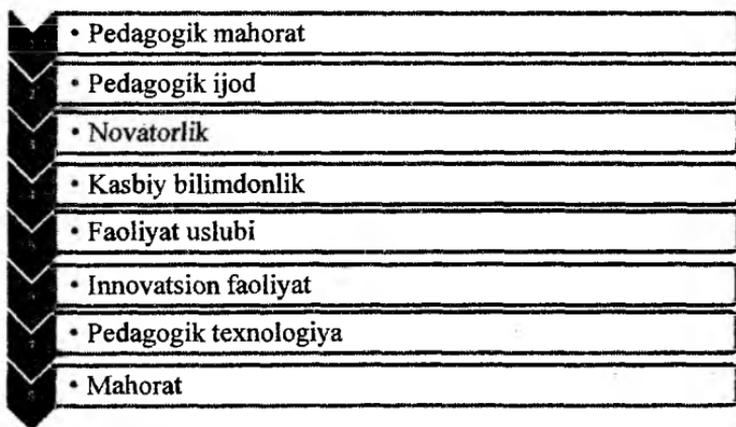 • Pedagogik mahorat
• Pedagogik ijod
• Novatorlik
• Kasbiy bilimdonlik
• Faoliyat uslubi
• Innovatsion faoliyat
• Pedagogik texnologiya
• Mahorat